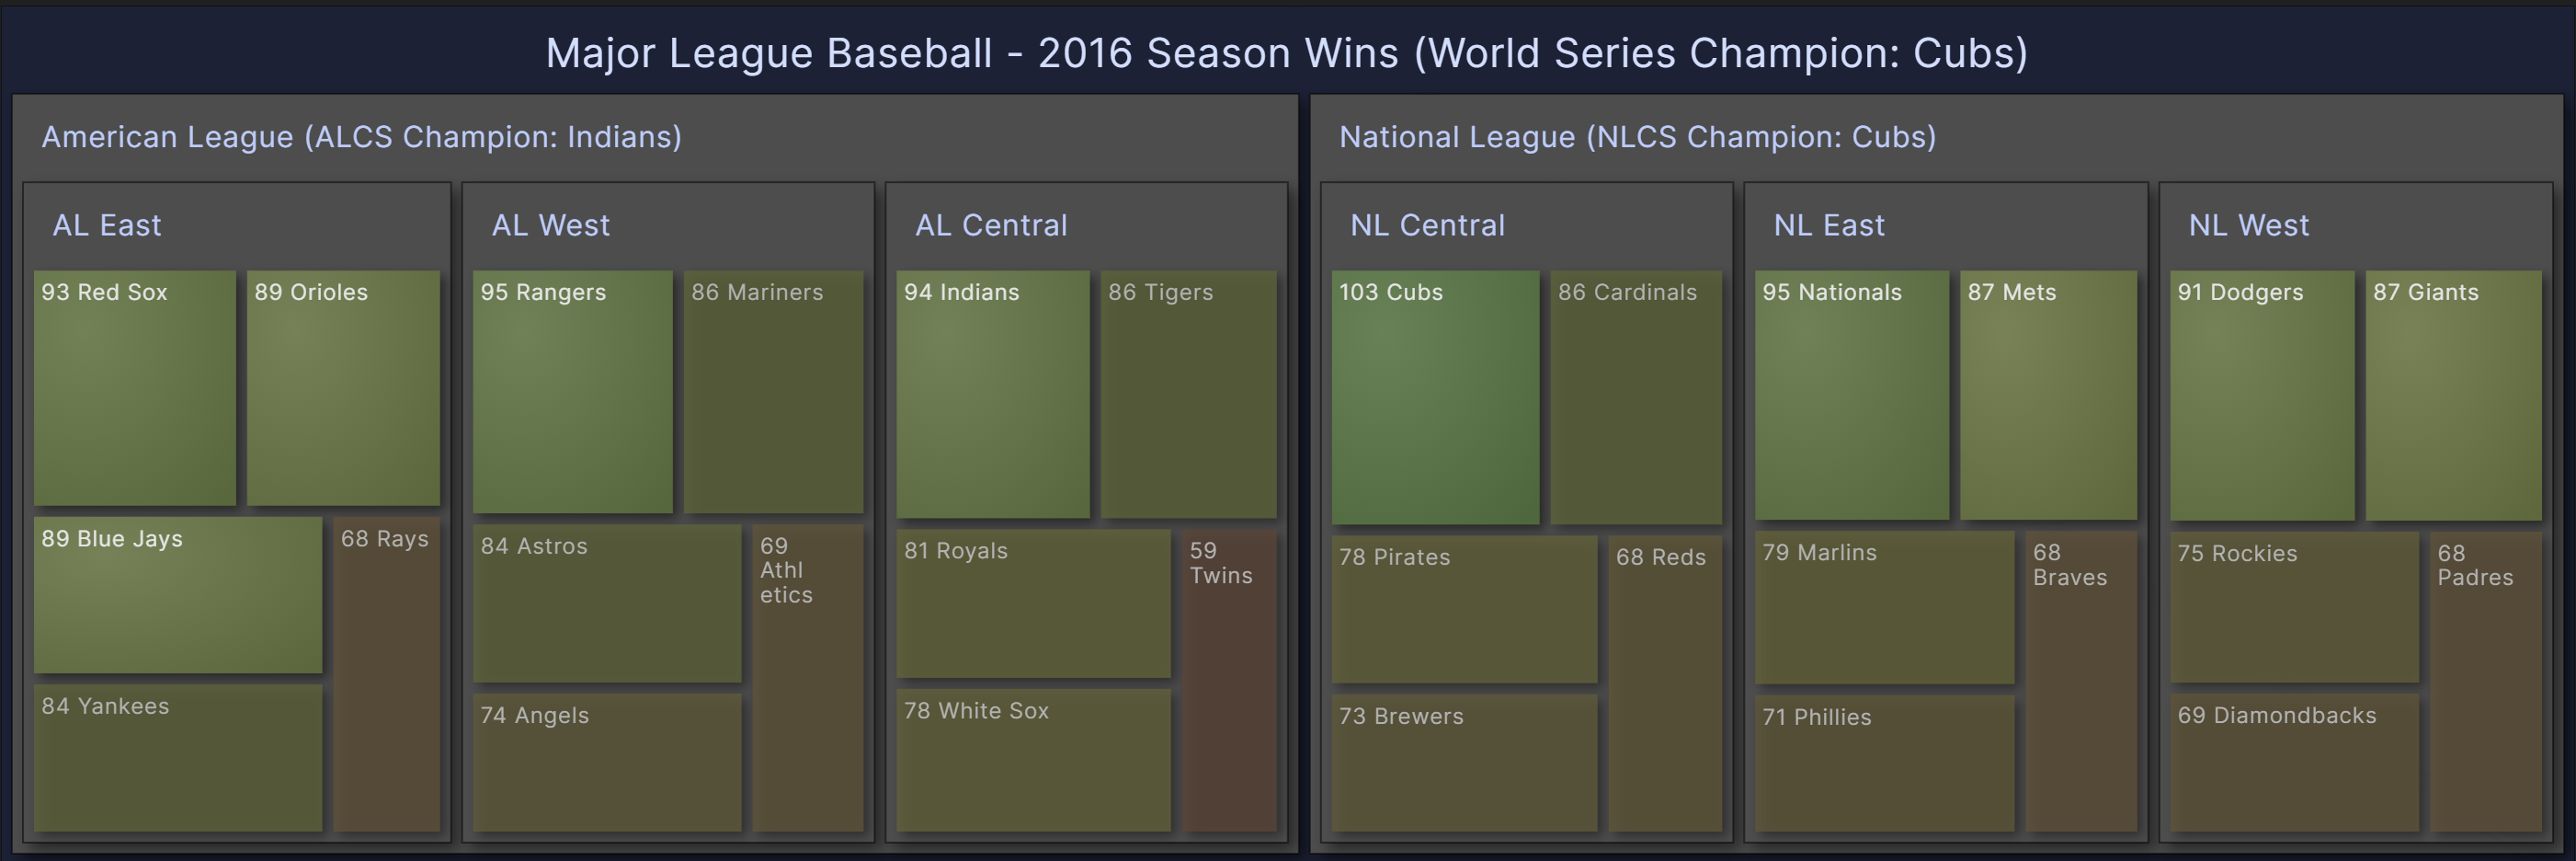 Major League Baseball - 2016 Season Wins (World Series Champion: Cubs)
American League (ALCS Champion: Indians)
AL East
93 Red Sox
89 Orioles
89 Blue Jays
68 Rays
84 Yankees
AL West
95 Rangers
86 Mariners
84 Astros
69
Athl
etics
74 Angels
AL Central
94 Indians
86 Tigers
81 Royals
59
Twins
78 White Sox
National League (NLCS Champion: Cubs)
NL Central
103 Cubs
86 Cardinals
78 Pirates
68 Reds
73 Brewers
NL East
95 Nationals
87 Mets
79 Marlins
68
Braves
71 Phillies
NL West
91 Dodgers
87 Giants
75 Rockies
68
Padres
69 Diamondbacks